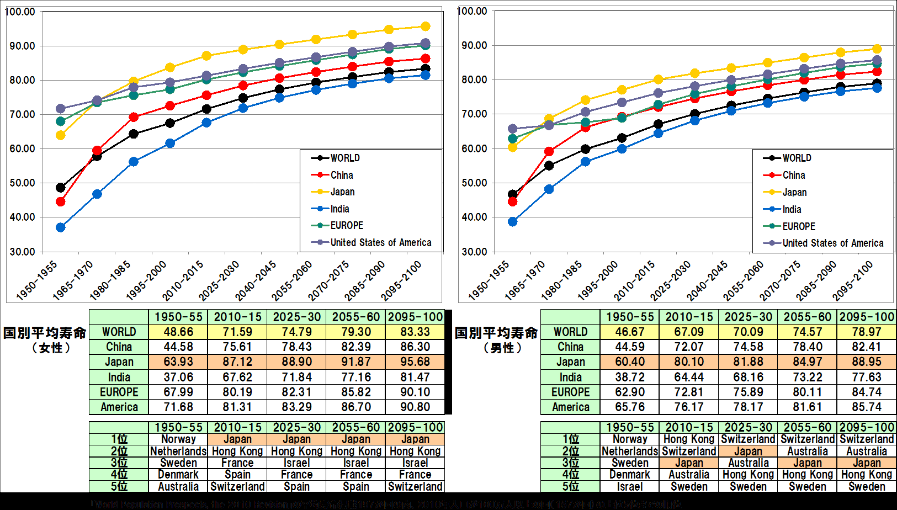 100.00
90.00
80.00
70.00
60.00
50.00
40.00
30.00
1950-1955
1965-1970
1980-1985
1995-2000
2010-2015
2025-2030
2040-2045
2055-2060
2070-2075
2085-2090
2095-2100
WORLD
China
Japan
India
EUROPE
United States of America
100.00
90.00
80.00
70.00
60.00
50.00
40.00
30.00
1950-1955
1965-1970
1980-1985
1995-2000
2010-2015
2025-2030
2040-2045
2055-2060
2070-2075
2085-2090
2095-2100
WORLD
China
Japan
India
EUROPE
United States of America
国別平均寿命
(女性)
1950-55 2010-15 2025-30 2055-60 2095-100
WORLD 48.66 71.59 74.79 79.30 83.33
China 44.58 75.61 78.43 82.39 86.30
Japan 63.93 87.12 88.90 91.87 95.68
India 37.06 67.62 71.84 77.16 81.47
EUROPE 67.99 80.19 82.31 85.82 90.10
America 71.68 81.31 83.29 86.70 90.80
1950-55 2010-15 2025-30 2055-60 2095-100
1位 Norway Japan Japan Japan Japan
2位 Netherlands Hong Kong Hong Kong Hong Kong Hong Kong
3位 Sweden France Israel Israel Israel
4位 Denmark Spain France France France
5位 Australia Switzerland Spain Spain Switzerland
国別平均寿命
(男性)
1950-55 2010-15 2025-30 2055-60 2095-100
WORLD 46.67 67.09 70.09 74.57 78.97
China 44.59 72.07 74.58 78.40 82.41
Japan 60.40 80.10 81.88 84.97 88.95
India 38.72 64.44 68.16 73.22 77.63
EUROPE 62.90 72.81 75.89 80.11 84.74
America 65.76 76.17 78.17 81.61 85.74
1950-55 2010-15 2025-30 2055-60 2095-100
1位 Norway Hong Kong Switzerland Switzerland Switzerland
2位 Netherlands Switzerland Japan Australia Australia
3位 Sweden Japan Australia Japan Japan
4位 Denmark Australia Hong Kong Hong Kong Hong Kong
5位 Israel Sweden Sweden Sweden Sweden